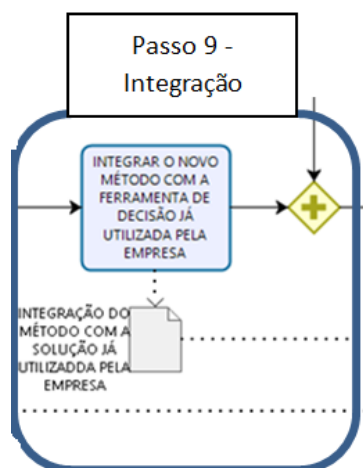 Passo 9 -
Integração
INTEGRAR O NOVO
MÉTODO COM A
FERRAMENTA DE
DECISÃO JÁ
UTILIZADA PELA
EMPRESA
INTEGRAÇÃO DO
MÉTODO COM A
SOLUÇÃO JÁ
UTILIZADDA PELA
EMPRESA